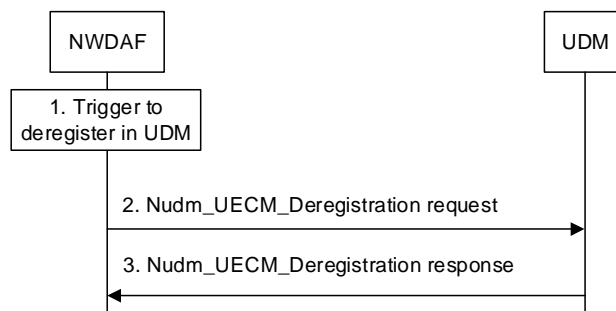 NWDAF
UDM
1. Trigger to
deregister in UDM
2. Nudm_UECM_Deregistration request
3. Nudm_UECM_Deregistration response